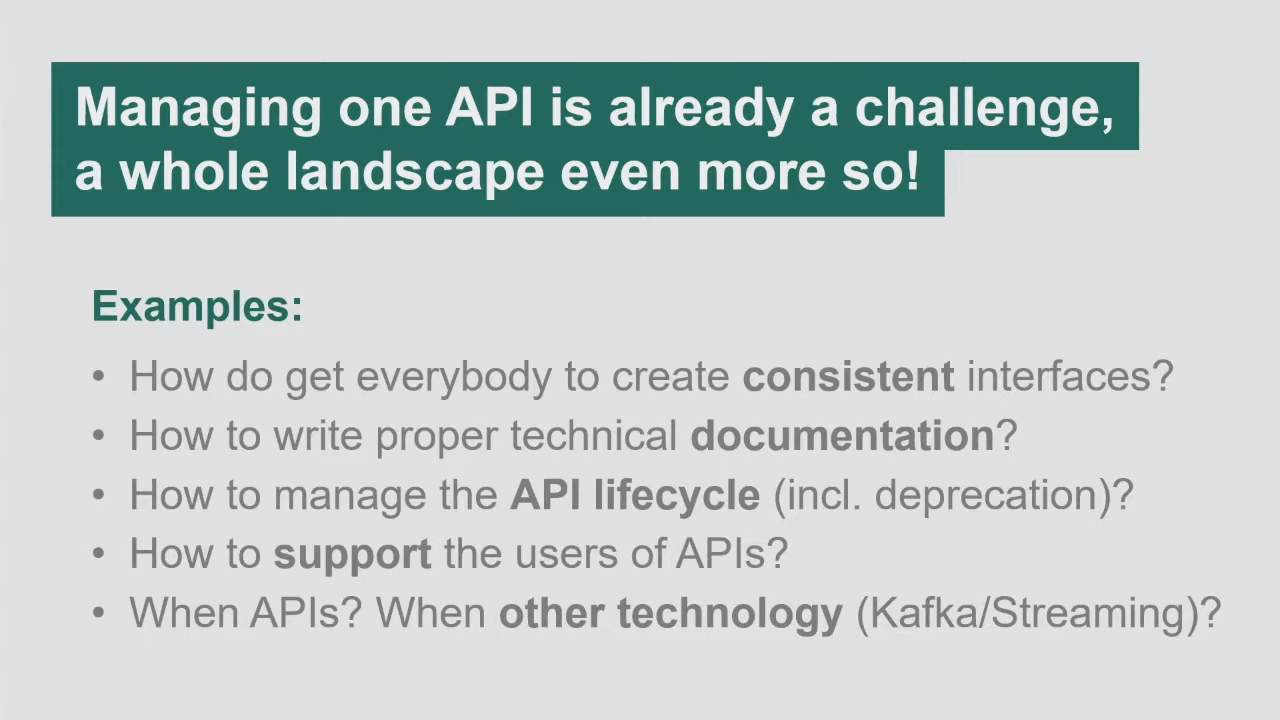 Managing one API is already a challenge,
a whole landscape even more so!
Examples:
• How do get everybody to create consistent interfaces?
• How to write proper technical documentation?
• How to manage the API lifecycle (incl. deprecation)?
• How to support the users of APIs?
• When APIs? When other technology (Kafka/Streaming)?